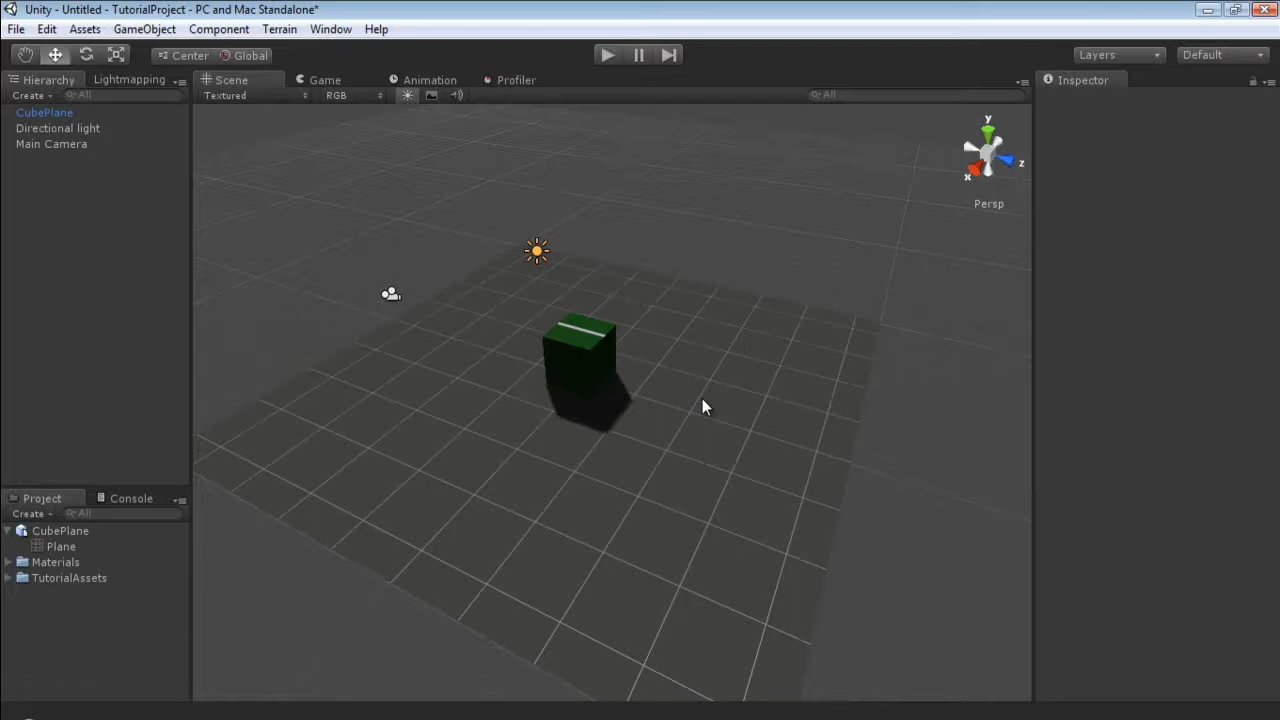 Unity - Untitled - TutorialProject - PC and Mac Standalone*
File Edit Assets GameObject Component Terrain Window Help
Center Global Layers Default
Hierarchy Lightmapping Scene Game Animation Profiler Inspector
Create All Textured RGB All
CubePlane
Directional light
Main Camera
y
z
x
Persp
Project Console
Create All
CubePlane
Plane
Materials
TutorialAssets